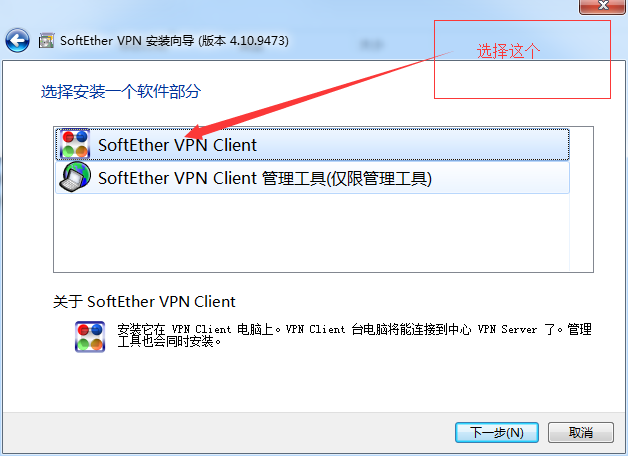 SoftEther VPN 安装向导 (版本 4.10.9473)
选择这个
选择安装一个软件部分
SoftEther VPN Client
SoftEther VPN Client 管理工具(仅限管理工具)
关于 SoftEther VPN Client
安装它在 VPN Client 电脑上。VPN Client 台电脑将能连接到中心 VPN Server 了。管理
工具也会同时安装。
下一步(N)
取消